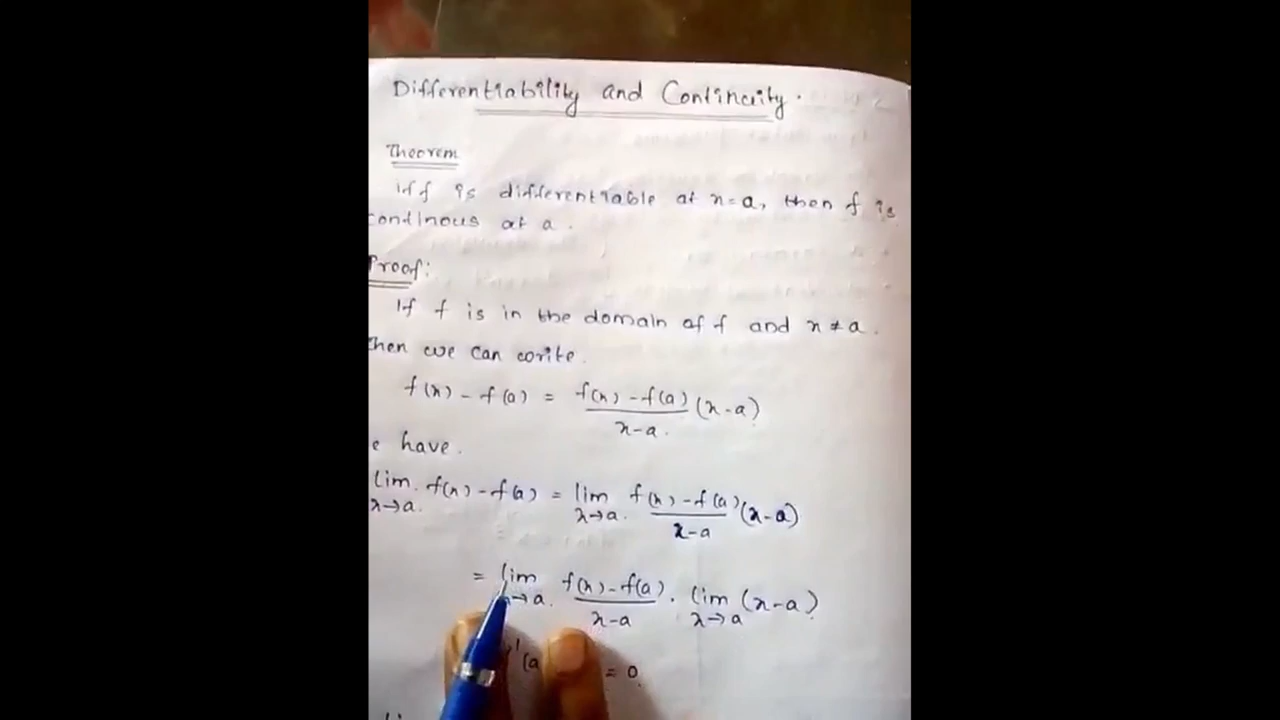 Differentiability and Continuity.
Theorem
If f is differentiable at x=a, then f is
continous at a.
Proof:
If f is in the domain of f and x ≠ a.
then we can write.
f(x) - f(a) = f(x) - f(a) / x-a (x-a)
e have.
lim x→a f(x) - f(a) = lim x→a f(x) - f(a) / x-a (x-a)
= lim x→a f(x) - f(a) / x-a . lim x→a (x-a)
'(a = 0